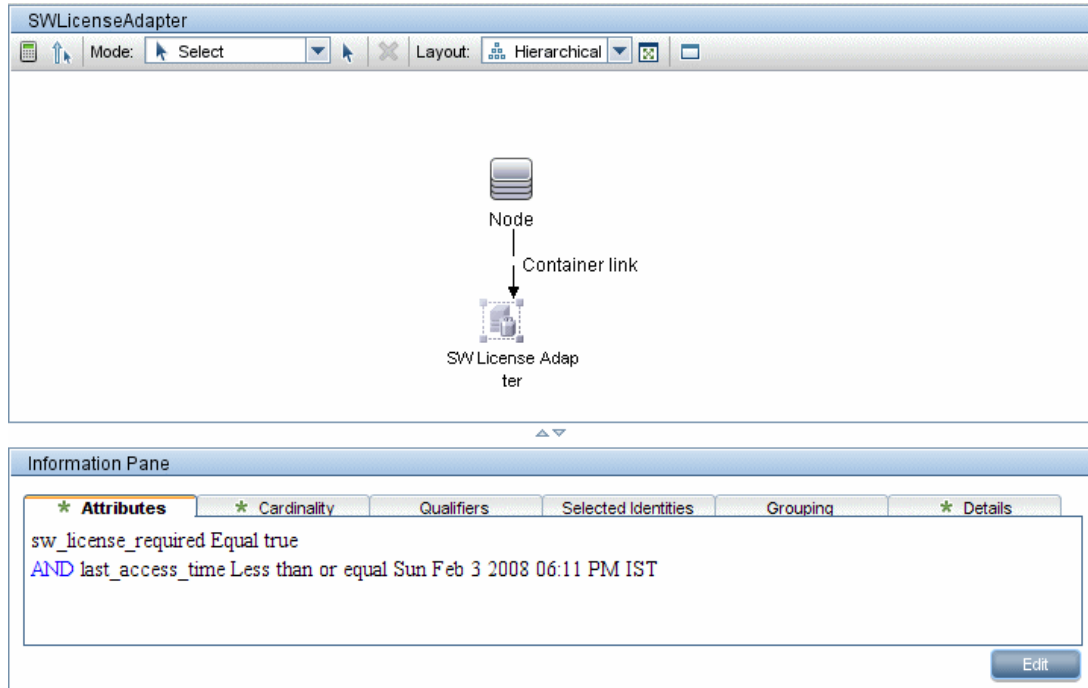 SWLicenseAdapter
Mode: Select Layout: Hierarchical
Node
Container link
SW License Adap
ter
Information Pane
* Attributes * Cardinality Qualifiers Selected Identities Grouping * Details
sw_license_required Equal true
AND last_access_time Less than or equal Sun Feb 3 2008 06:11 PM IST
Edit